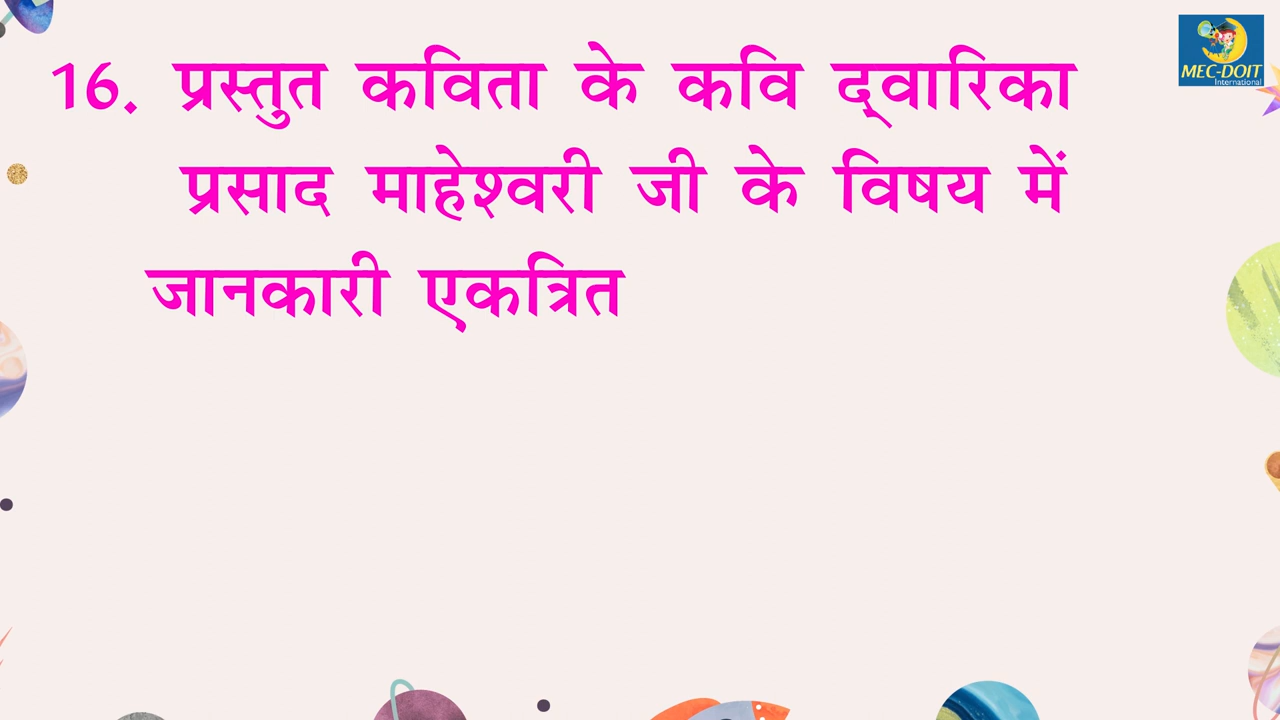 16. प्रस्तुत कविता के कवि द्‌वारिका
प्रसाद माहेश्वरी जी के विषय में
जानकारी एकत्रित
MEC-DOIT
International